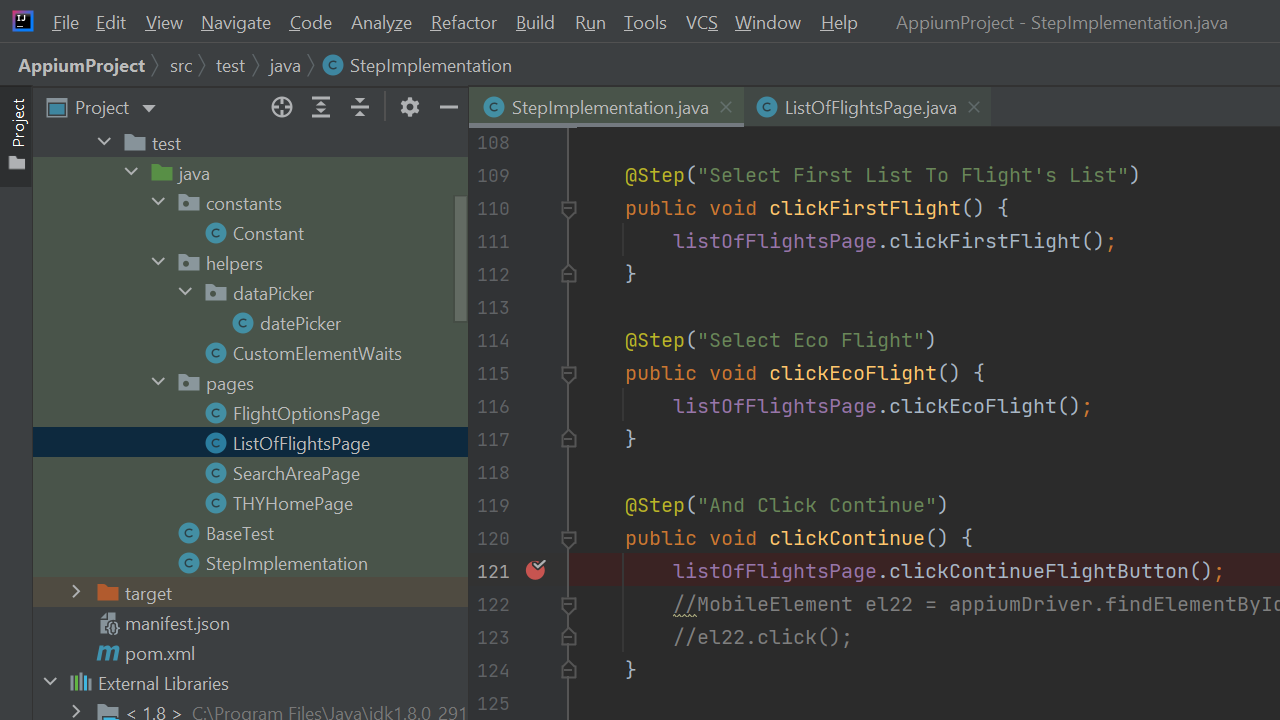 File Edit View Navigate Code Analyze Refactor Build Run Tools VCS Window Help AppiumProject - StepImplementation.java
AppiumProject src test java C StepImplementation
Project
Project
test
java
constants
C Constant
helpers
dataPicker
C datePicker
C CustomElementWaits
pages
C FlightOptionsPage
C ListOfFlightsPage
C SearchAreaPage
C THYHomePage
C BaseTest
C StepImplementation
target
manifest.json
m pom.xml
External Libraries
< 1.8 > C:\Program Files\Java\jdk1.8.0_291
C StepImplementation.java C ListOfFlightsPage.java
108
109 @Step("Select First List To Flight's List")
110 public void clickFirstFlight() {
111 listOfFlightsPage.clickFirstFlight();
112 }
113
114 @Step("Select Eco Flight")
115 public void clickEcoFlight() {
116 listOfFlightsPage.clickEcoFlight();
117 }
118
119 @Step("And Click Continue")
120 public void clickContinue() {
121 listOfFlightsPage.clickContinueFlightButton();
122 //MobileElement el22 = appiumDriver.findElementById
123 //el22.click();
124 }
125